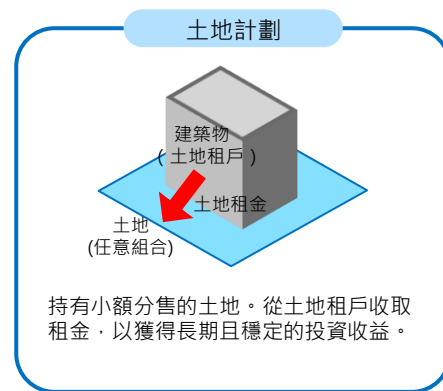 土地計劃
建築物
(土地租戶)
土地租金
土地
(任意組合)
持有小額分售的土地。從土地租戶收取
租金，以獲得長期且穩定的投資收益。